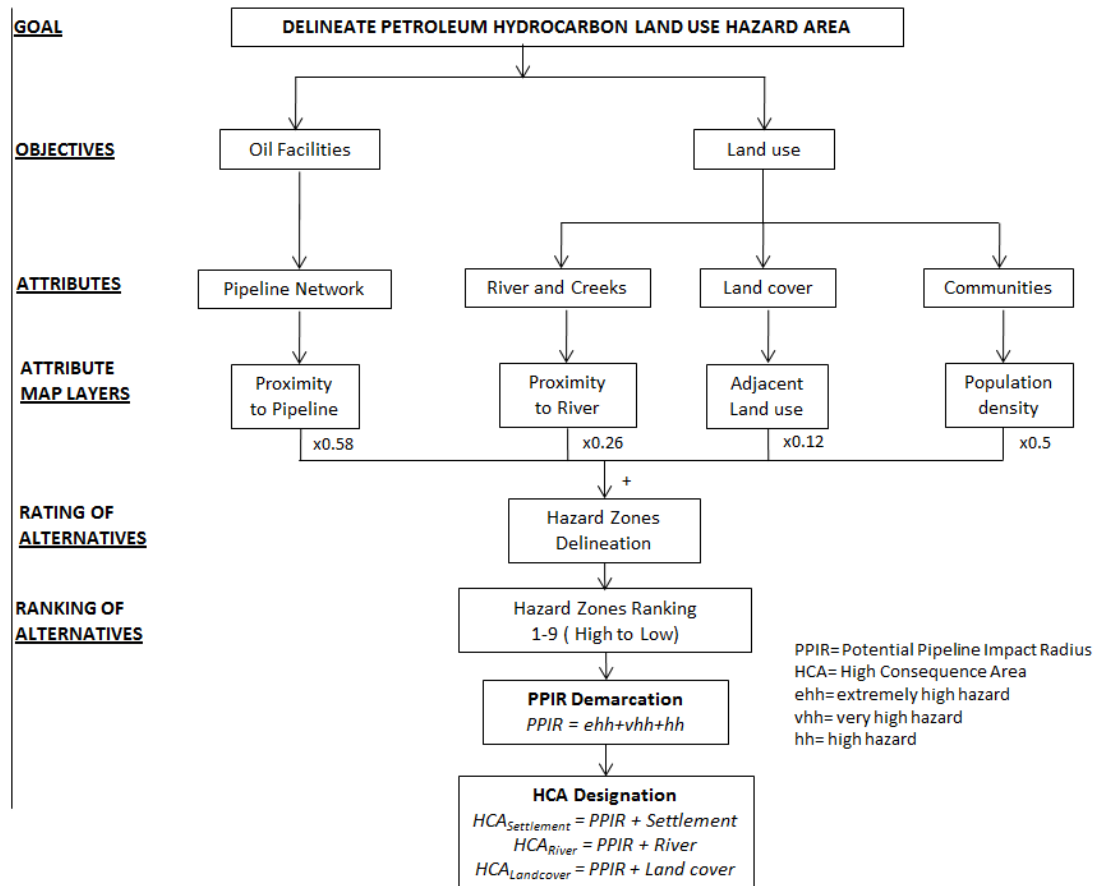 GOAL
DELINEATE PETROLEUM HYDROCARBON LAND USE HAZARD AREA
OBJECTIVES
Oil Facilities
Land use
ATTRIBUTES
Pipeline Network
River and Creeks
Land cover
Communities
ATTRIBUTE
MAP LAYERS
Proximity
to Pipeline
Proximity
to River
Adjacent
Land use
Population
density
x0.58
x0.26
x0.12
x0.5
+
RATING OF
ALTERNATIVES
Hazard Zones
Delineation
RANKING OF
ALTERNATIVES
Hazard Zones Ranking
1-9 ( High to Low)
PPIR= Potential Pipeline Impact Radius
HCA= High Consequence Area
ehh= extremely high hazard
vhh= very high hazard
hh= high hazard
PPIR Demarcation
PPIR = ehh+vhh+hh
HCA Designation
HCASettlement = PPIR + Settlement
HCARiver = PPIR + River
HCALandcover = PPIR + Land cover